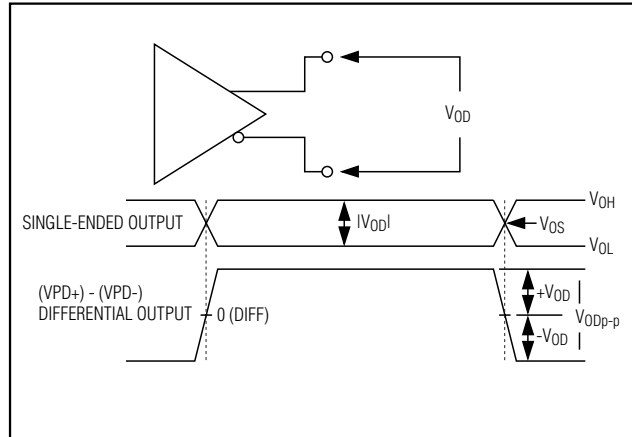 VOD
SINGLE-ENDED OUTPUT
|VOD|
VOH
VOS
VOL
(VPD+) - (VPD-)
DIFFERENTIAL OUTPUT
0 (DIFF)
+VOD
-VOD
VODp-p